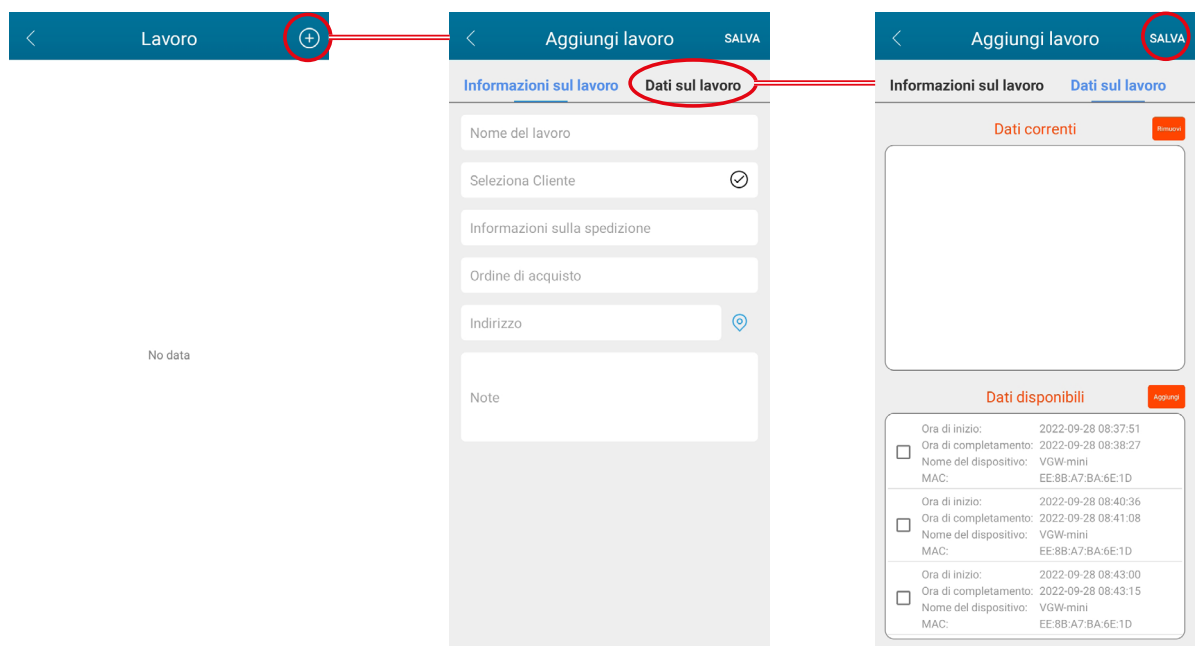 Lavoro
No data
Aggiungi lavoro
SALVA
Informazioni sul lavoro
Dati sul lavoro
Nome del lavoro
Seleziona Cliente
Informazioni sulla spedizione
Ordine di acquisto
Indirizzo
Note
Aggiungi lavoro
SALVA
Informazioni sul lavoro
Dati sul lavoro
Dati correnti
Rimuovi
Dati disponibili
Aggiungi
Ora di inizio: 2022-09-28 08:37:51
Ora di completamento: 2022-09-28 08:38:27
Nome del dispositivo: VGW-mini
MAC: EE:8B:A7:BA:6E:1D
Ora di inizio: 2022-09-28 08:40:36
Ora di completamento: 2022-09-28 08:41:08
Nome del dispositivo: VGW-mini
MAC: EE:8B:A7:BA:6E:1D
Ora di inizio: 2022-09-28 08:43:00
Ora di completamento: 2022-09-28 08:43:15
Nome del dispositivo: VGW-mini
MAC: EE:8B:A7:BA:6E:1D